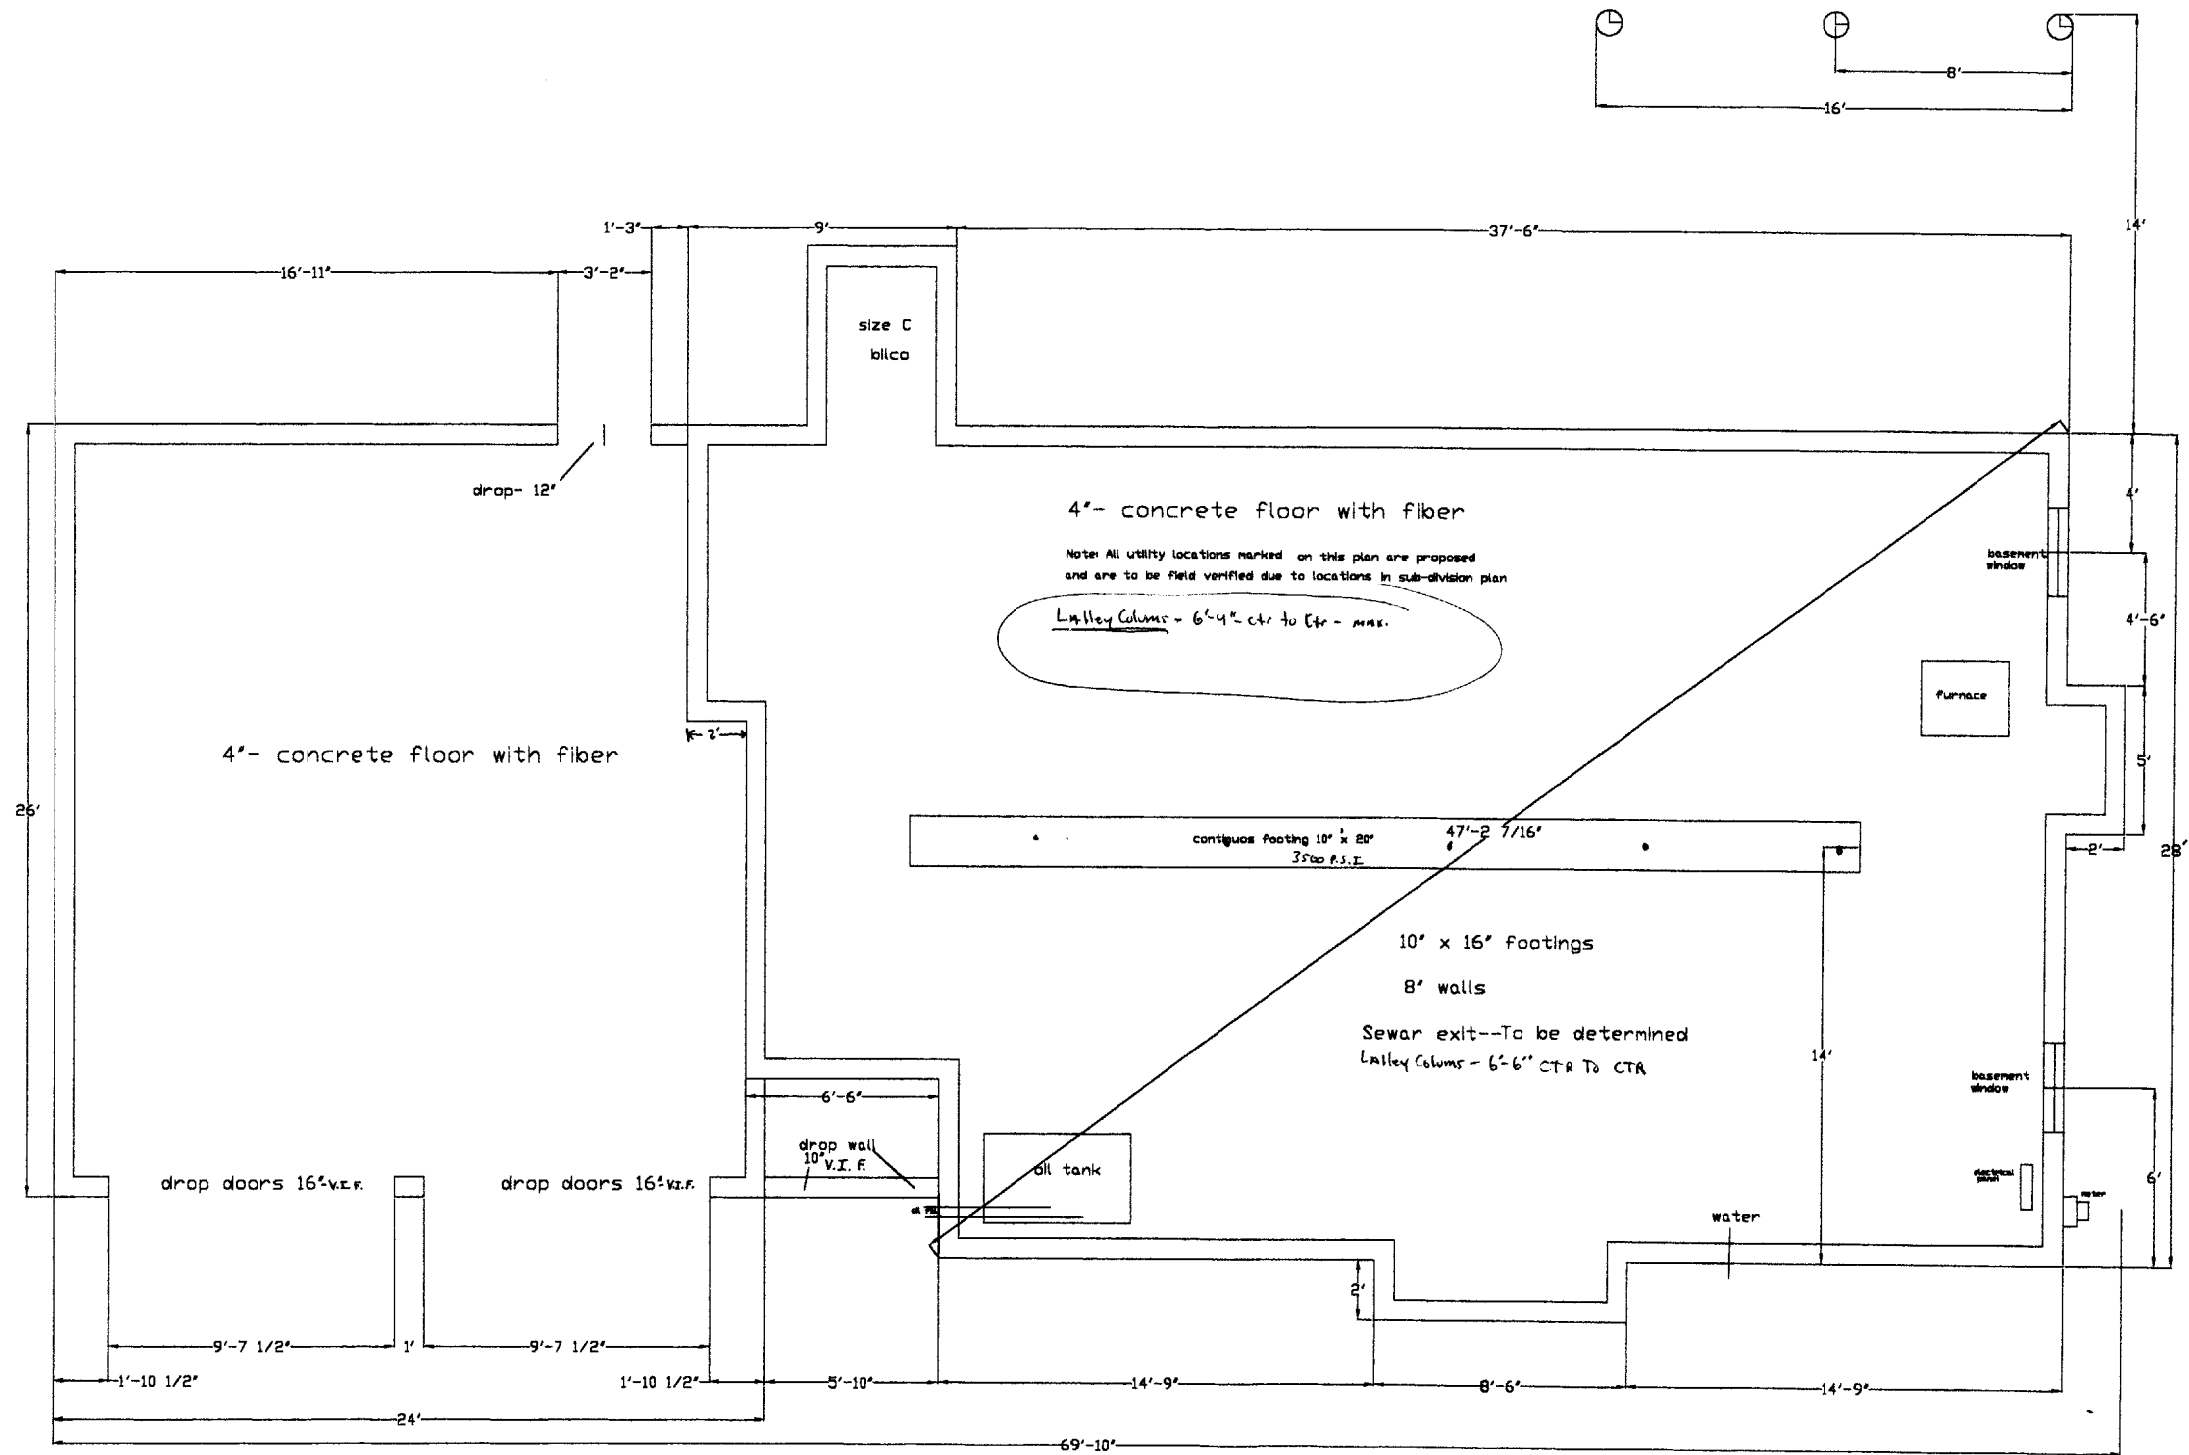 8'
16'
14'
1'-3"
9'
37'-6"
16'-11"
3'-2"
size C
bilco
drop- 12"
4'
4"- concrete floor with fiber
Note: All utility locations marked on this plan are proposed
and are to be field verified due to locations in sub-division plan
basement
window
Lalley Colums - 6'-4"- ctr to Ctr - max.
4'-6"
furnace
2'
4"- concrete floor with fiber
5'
26'
contiguos footing 10" x 20"
47'-2 7/16"
3500 P.S.I
2'
28'
10" x 16" footings
8" walls
Sewar exit--To be determined
Lalley Colums - 6'-6" CTR To CTR
14'
basement
window
6'-6"
drop wall
10" V.I.F.
oil tank
drop doors 16"-V.I.F.
drop doors 16"-V.I.F.
electrical
panel
6'
meter
oil
water
2'
9'-7 1/2"
1'
9'-7 1/2"
1'-10 1/2"
1'-10 1/2"
5'-10"
14'-9"
8'-6"
14'-9"
24'
69'-10"